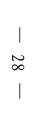 — 28 —